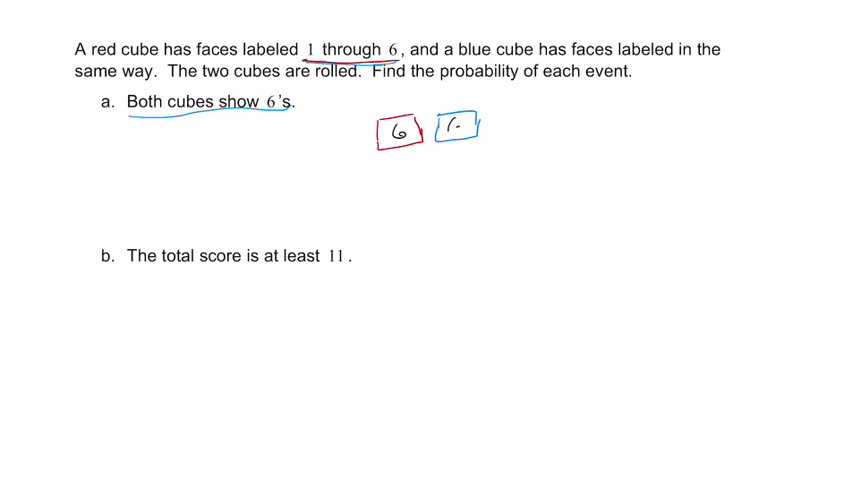 A red cube has faces labeled 1 through 6, and a blue cube has faces labeled in the
same way. The two cubes are rolled. Find the probability of each event.
a. Both cubes show 6's.
6
b. The total score is at least 11.